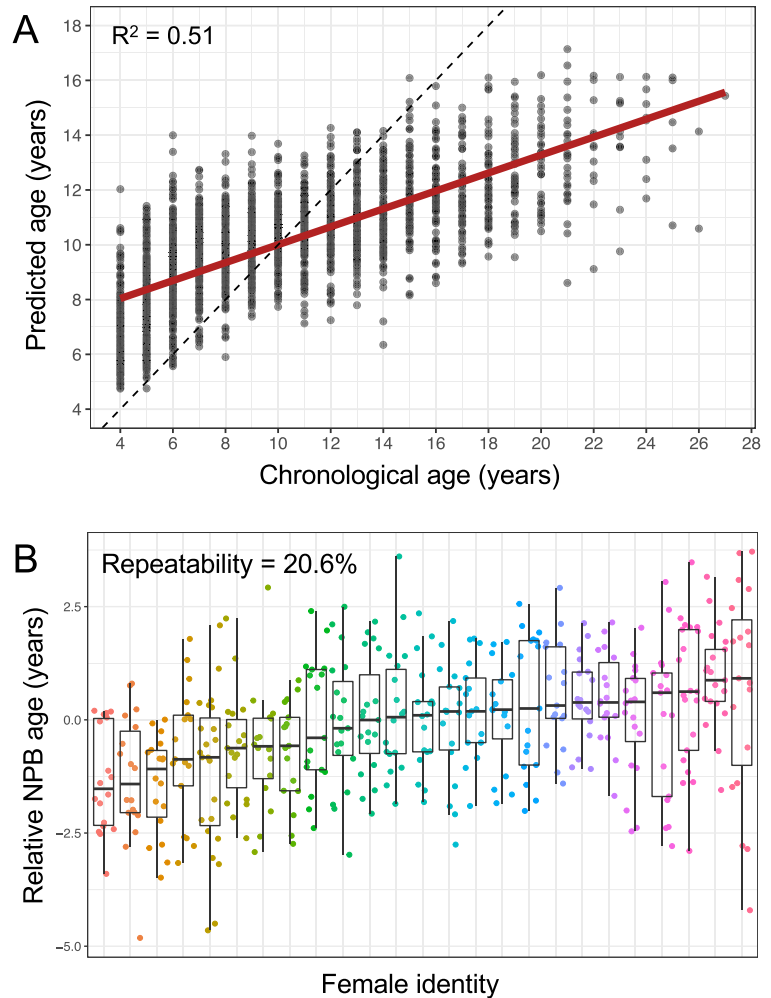 A
R² = 0.51
Predicted age (years)
18
16
14
12
10
8
6
4
4 6 8 10 12 14 16 18 20 22 24 26 28
Chronological age (years)
B
Repeatability = 20.6%
Relative NPB age (years)
2.5
0.0
−2.5
−5.0
Female identity